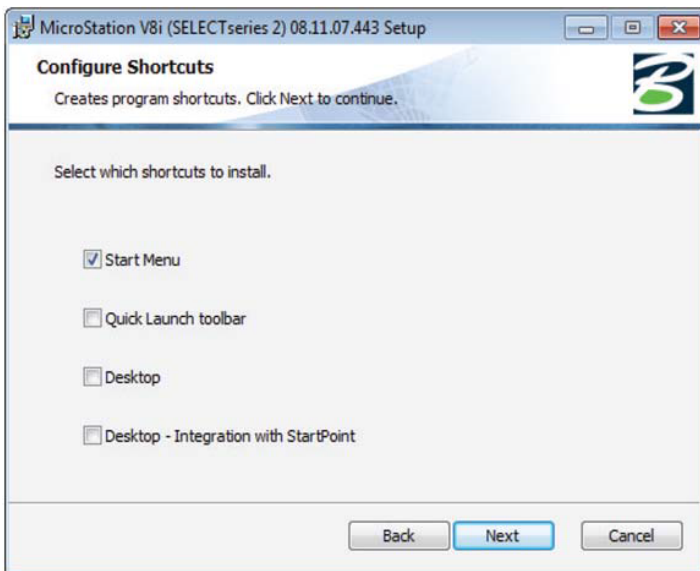 MicroStation V8i (SELECTseries 2) 08.11.07.443 Setup
Configure Shortcuts
Creates program shortcuts. Click Next to continue.
Select which shortcuts to install.
Start Menu
Quick Launch toolbar
Desktop
Desktop - Integration with StartPoint
Back Next Cancel